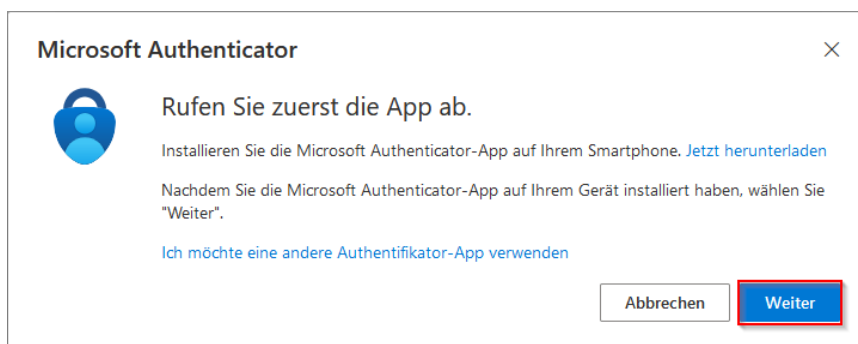 Microsoft Authenticator
Rufen Sie zuerst die App ab.
Installieren Sie die Microsoft Authenticator-App auf Ihrem Smartphone. Jetzt herunterladen
Nachdem Sie die Microsoft Authenticator-App auf Ihrem Gerät installiert haben, wählen Sie
"Weiter".
Ich möchte eine andere Authentifikator-App verwenden
Abbrechen Weiter